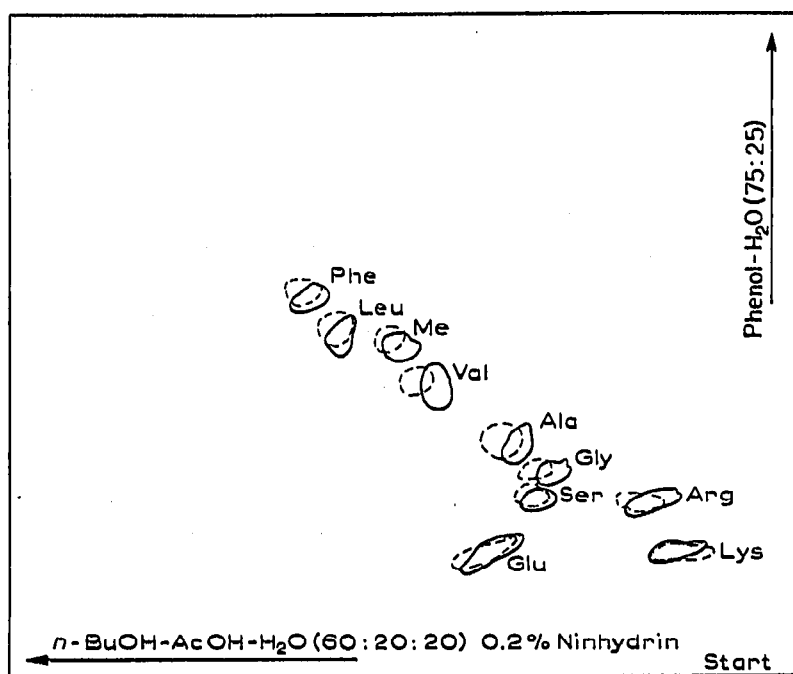 Phenol-H₂O (75:25)
Phe
Leu
Me
Val
Ala
Gly
Ser
Arg
Glu
Lys
n-BuOH-AcOH-H₂O (60:20:20) 0.2% Ninhydrin
Start